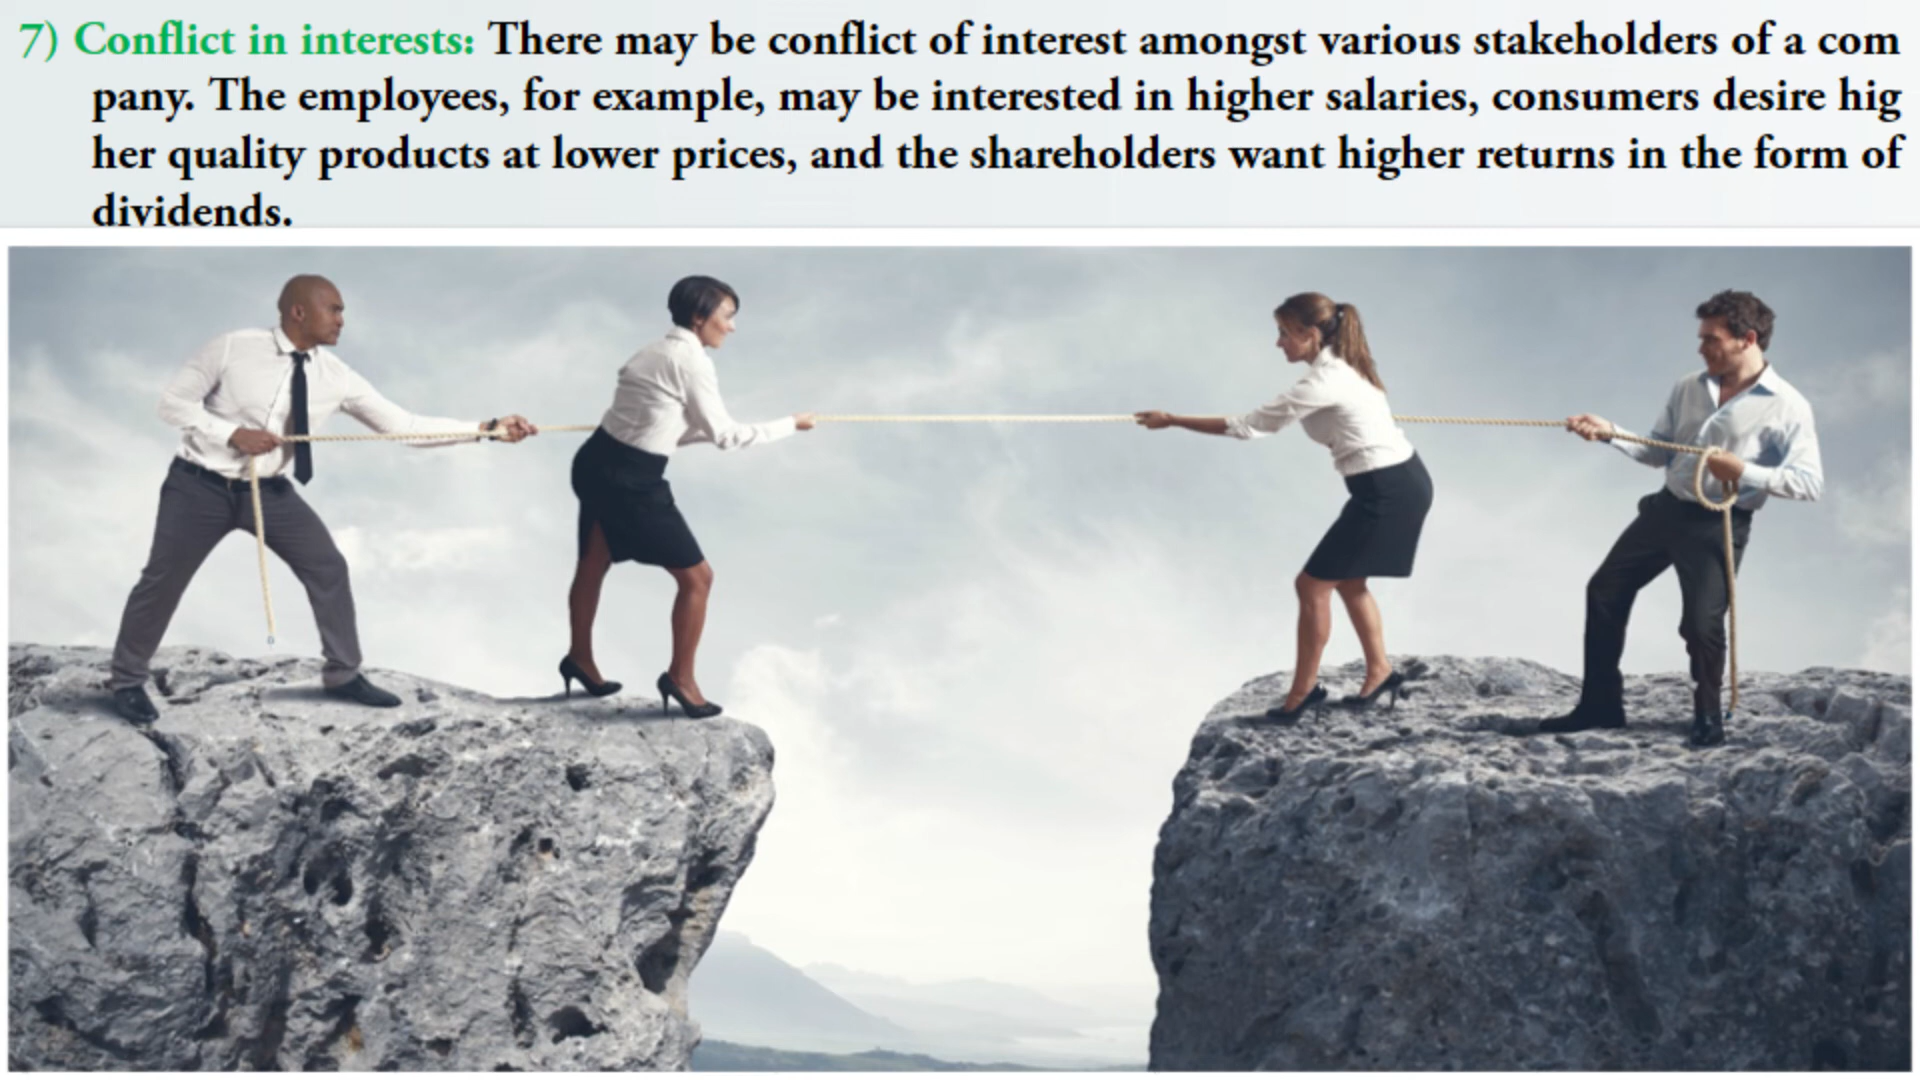 7) Conflict in interests: There may be conflict of interest amongst various stakeholders of a com
pany. The employees, for example, may be interested in higher salaries, consumers desire hig
her quality products at lower prices, and the shareholders want higher returns in the form of
dividends.